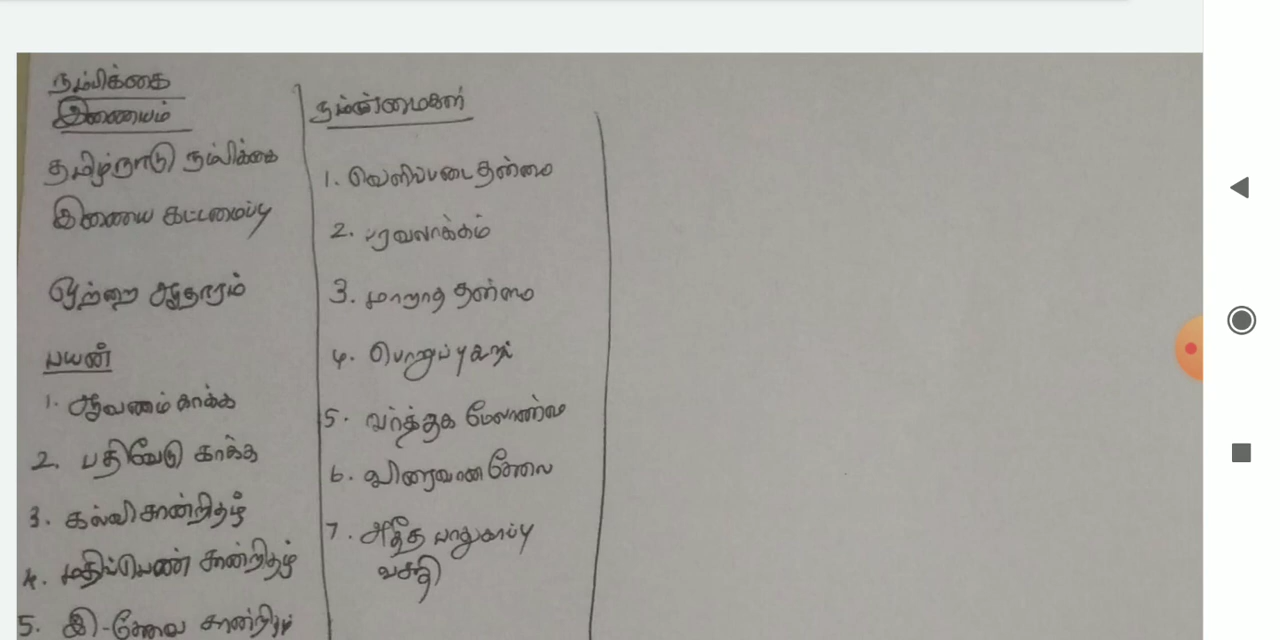 நம்பிக்கை
இணையம்
தமிழ்நாடு நம்பிக்கை
இணைய கட்டமைப்பு
ஒற்றை ஆதாரம்
பயன்
1. ஆவணம் காக்க
2. பதிவேடு காக்க
3. கல்வி சான்றிதழ்
4. மதிப்பெண் சான்றிதழ்
5. இ-சேவை சான்றிதழ்
நன்மைகள்
1. வெளிப்படை தன்மை
2. பரவலாக்கம்
3. மாறாத தன்மை
4.
5. வர்த்தக மேலாண்மை
6. விரைவான சேவை
7. அதீத பாதுகாப்பு
வசதி